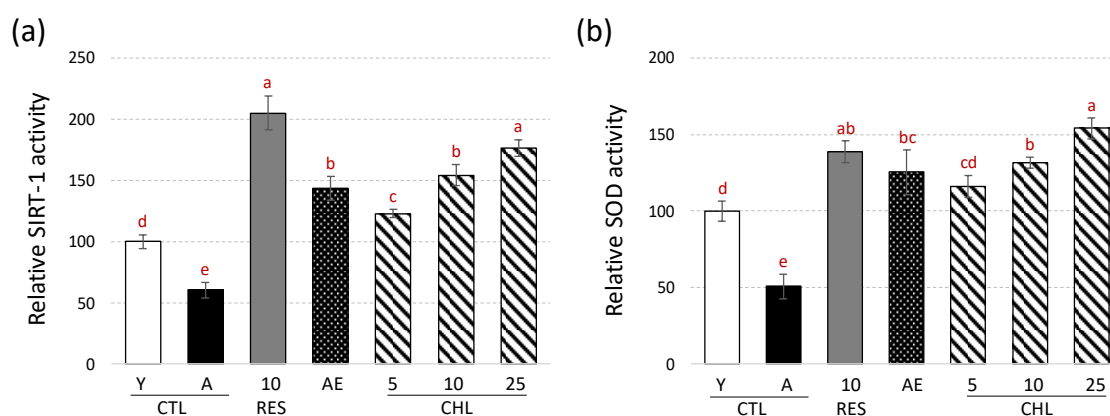 (a)
Relative SIRT-1 activity
250
200
150
100
50
0
d
e
a
b
c
b
a
Y A 10 AE 5 10 25
CTL RES CHL
(b)
Relative SOD activity
200
150
100
50
0
d
e
ab
bc
cd
b
a
Y A 10 AE 5 10 25
CTL RES CHL